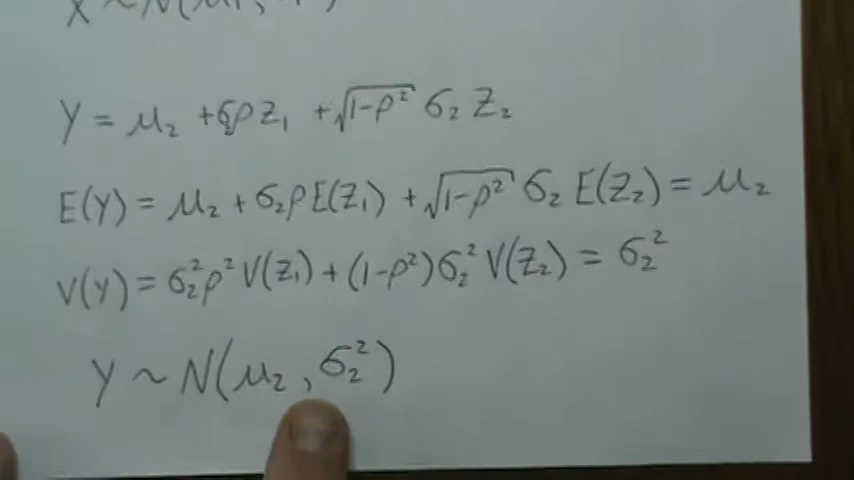 X ~ N(μ₁,
Y = μ₂ + σ₂ρZ₁ + √(1-ρ²) σ₂ Z₂
E(Y) = μ₂ + σ₂ρE(Z₁) + √(1-ρ²) σ₂ E(Z₂) = μ₂
V(Y) = σ₂²ρ² V(Z₁) + (1-ρ²)σ₂² V(Z₂) = σ₂²
Y ~ N(μ₂, σ₂²)